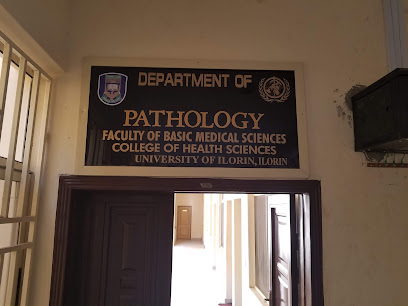 DEPARTMENT OF
PATHOLOGY
FACULTY OF BASIC MEDICAL SCIENCES
COLLEGE OF HEALTH SCIENCES
UNIVERSITY OF ILORIN, ILORIN